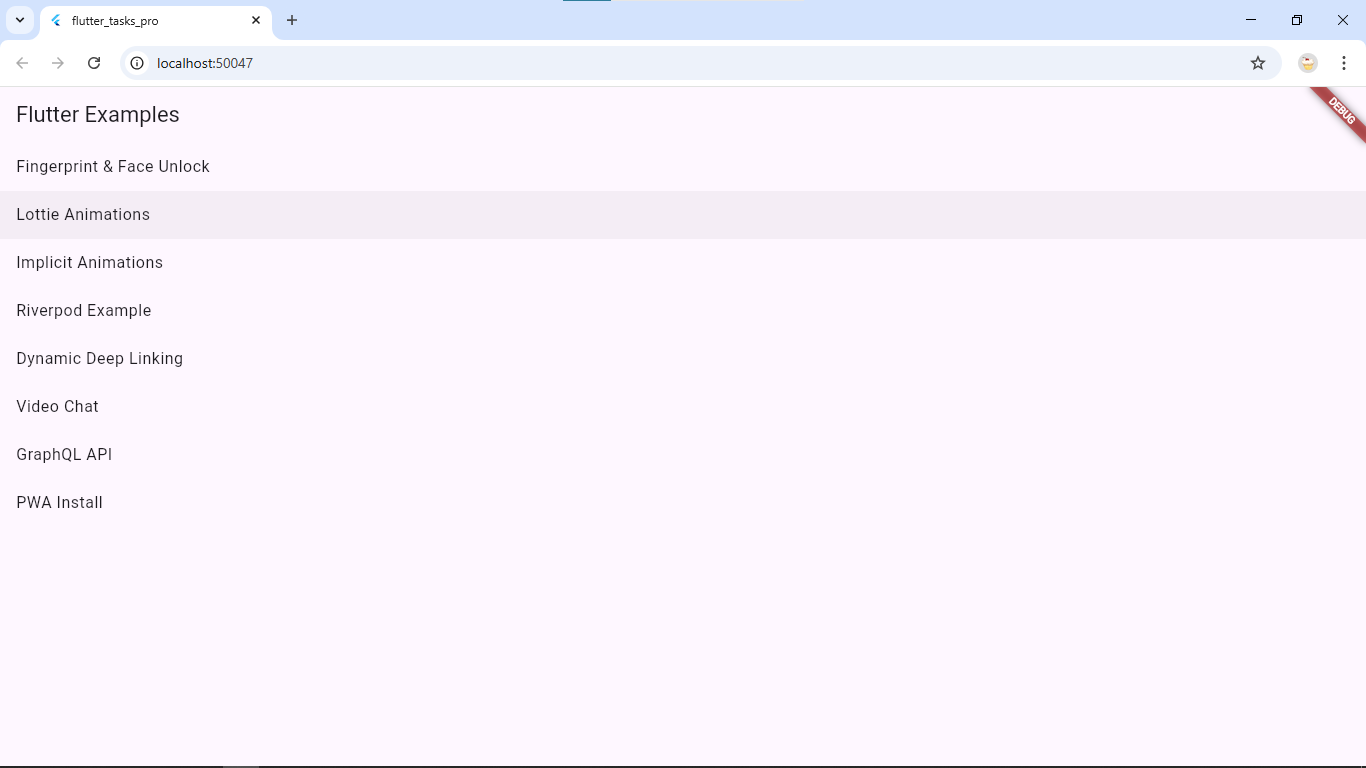 flutter_tasks_pro
localhost:50047
Flutter Examples
DEBUG
Fingerprint & Face Unlock
Lottie Animations
Implicit Animations
Riverpod Example
Dynamic Deep Linking
Video Chat
GraphQL API
PWA Install